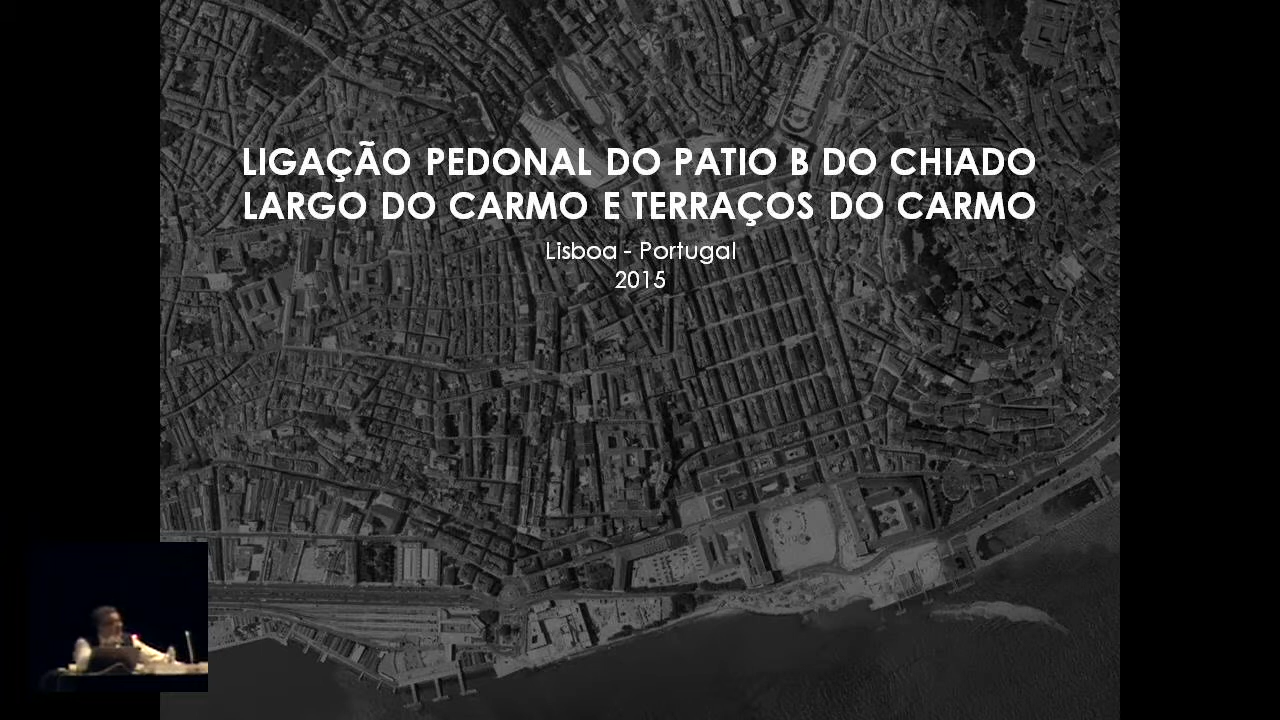 LIGAÇÃO PEDONAL DO PATIO B DO CHIADO
LARGO DO CARMO E TERRAÇOS DO CARMO
Lisboa - Portugal
2015